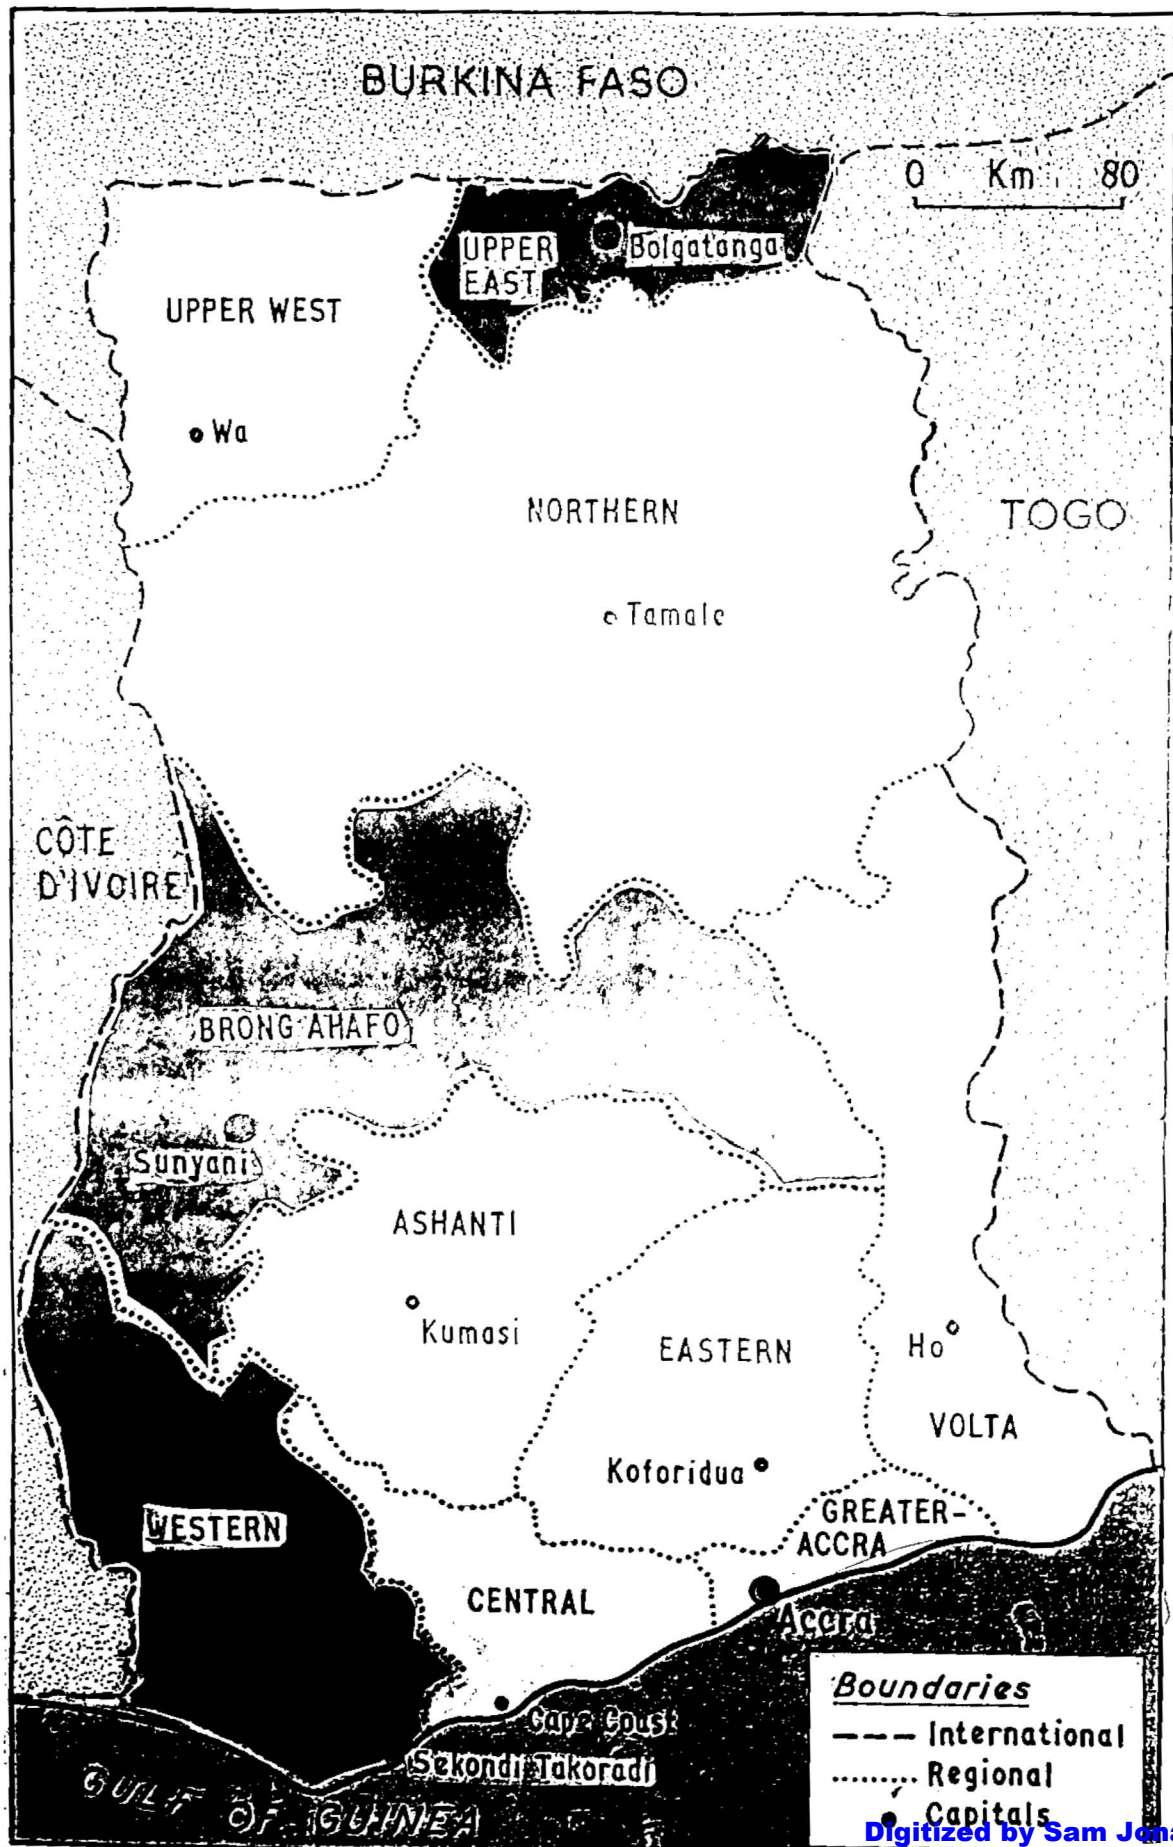 BURKINA FASO
0 Km 80
UPPER
EAST
Bolgatanga
UPPER WEST
Wa
NORTHERN
TOGO
Tamale
CÔTE
D'IVOIRE
BRONG AHAFO
Sunyani
ASHANTI
Kumasi
EASTERN
Ho
VOLTA
Koforidua
GREATER-
ACCRA
WESTERN
CENTRAL
Accra
Cape Coast
Sekondi Takoradi
GULF OF GUINEA
Boundaries
International
Regional
Capitals
Digitized by Sam Jona